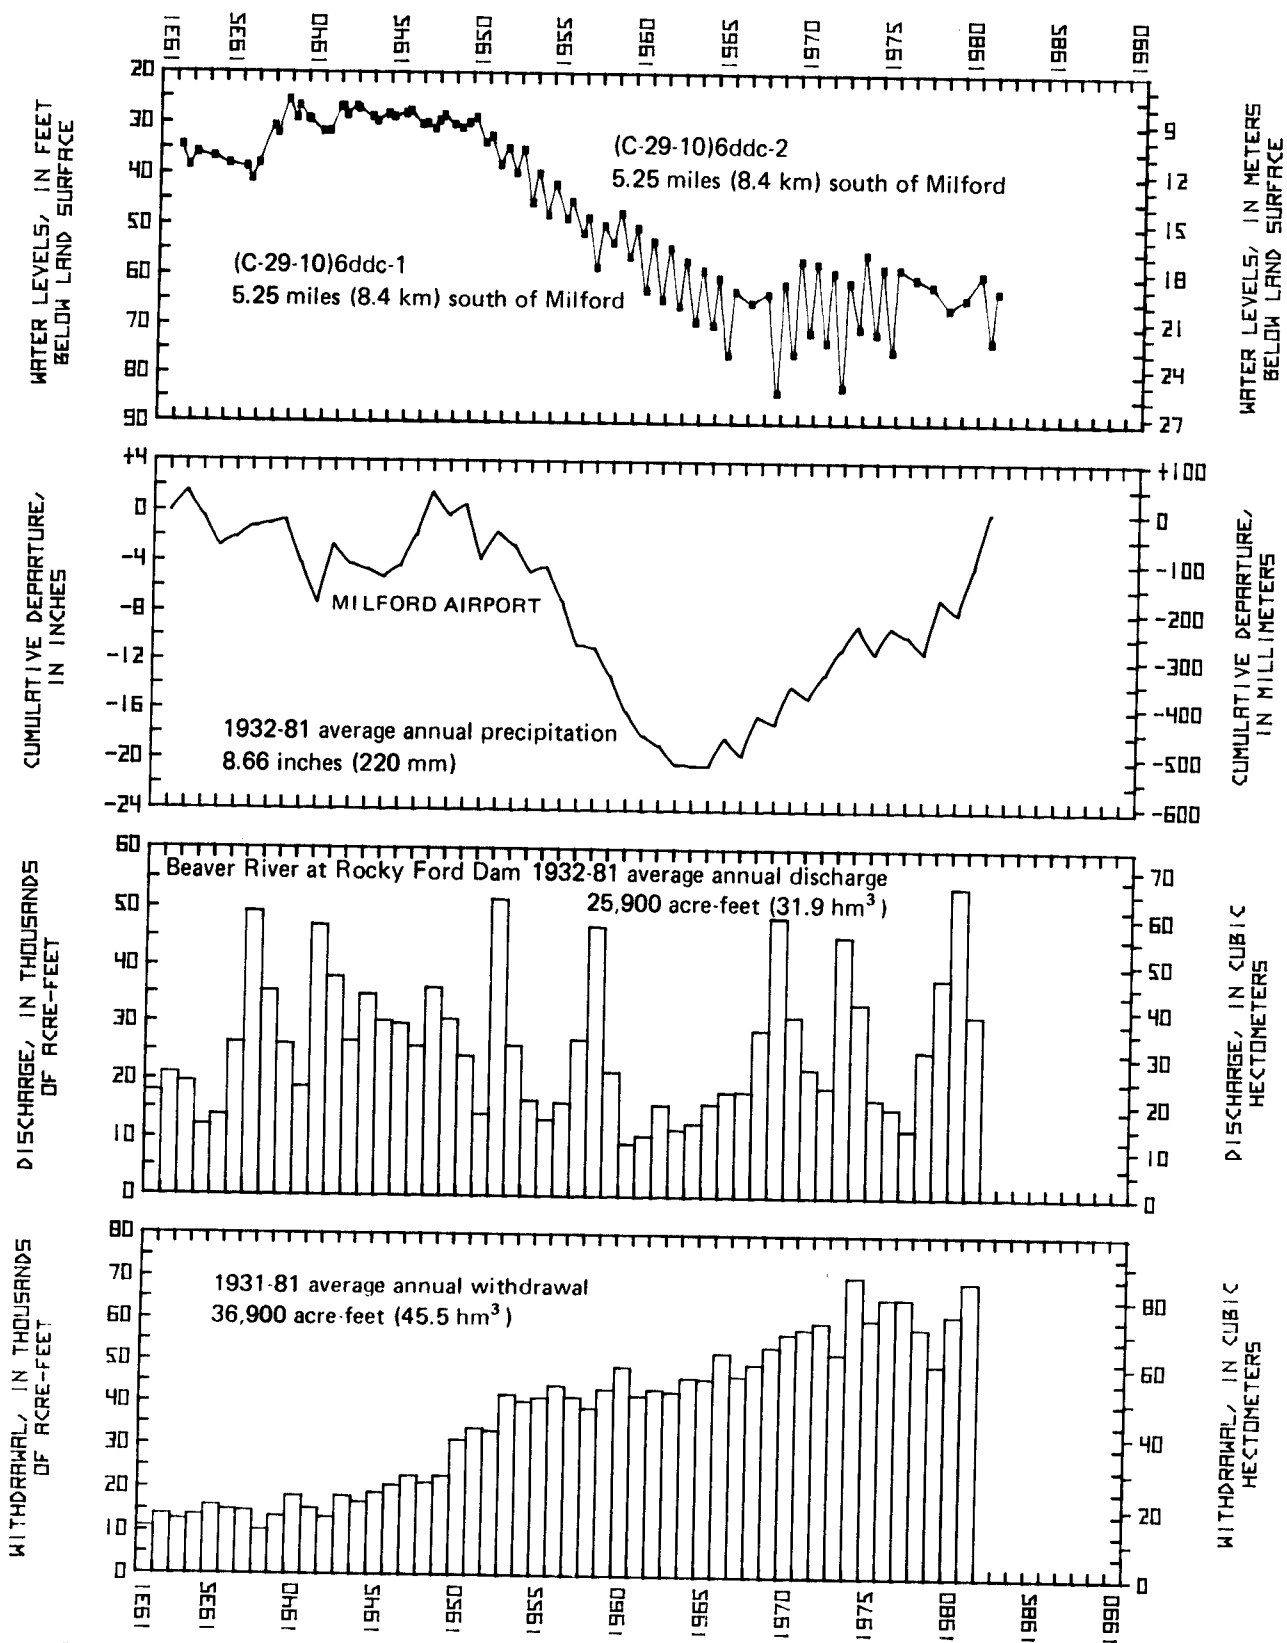 1931 1935 1940 1945 1950 1955 1960 1965 1970 1975 1980 1985 1990
WATER LEVELS, IN FEET
BELOW LAND SURFACE
20
30
40
50
60
70
80
90
(C-29-10)6ddc-2
5.25 miles (8.4 km) south of Milford
(C-29-10)6ddc-1
5.25 miles (8.4 km) south of Milford
9
12
15
18
21
24
27
WATER LEVELS, IN METERS
BELOW LAND SURFACE
CUMULATIVE DEPARTURE,
IN INCHES
+4
0
-4
-8
-12
-16
-20
-24
MILFORD AIRPORT
1932-81 average annual precipitation
8.66 inches (220 mm)
+100
0
-100
-200
-300
-400
-500
-600
CUMULATIVE DEPARTURE,
IN MILLIMETERS
DISCHARGE, IN THOUSANDS
OF ACRE-FEET
60
50
40
30
20
10
0
Beaver River at Rocky Ford Dam 1932-81 average annual discharge
25,900 acre-feet (31.9 hm³)
70
60
50
40
30
20
10
0
DISCHARGE, IN CUBIC
HECTOMETERS
WITHDRAWAL, IN THOUSANDS
OF ACRE-FEET
80
70
60
50
40
30
20
10
0
1931-81 average annual withdrawal
36,900 acre-feet (45.5 hm³)
80
60
40
20
0
WITHDRAWAL, IN CUBIC
HECTOMETERS
1931 1935 1940 1945 1950 1955 1960 1965 1970 1975 1980 1985 1990